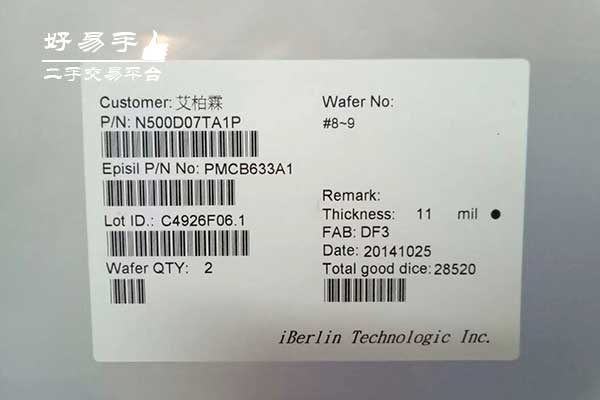 好易手
二手交易平台
Customer: 艾柏霖
P/N: N500D07TA1P
Episil P/N No: PMCB633A1
Lot ID.: C4926F06.1
Wafer QTY: 2
Wafer No:
#8~9
Remark:
Thickness: 11 mil ●
FAB: DF3
Date: 20141025
Total good dice: 28520
iBerlin Technologic Inc.